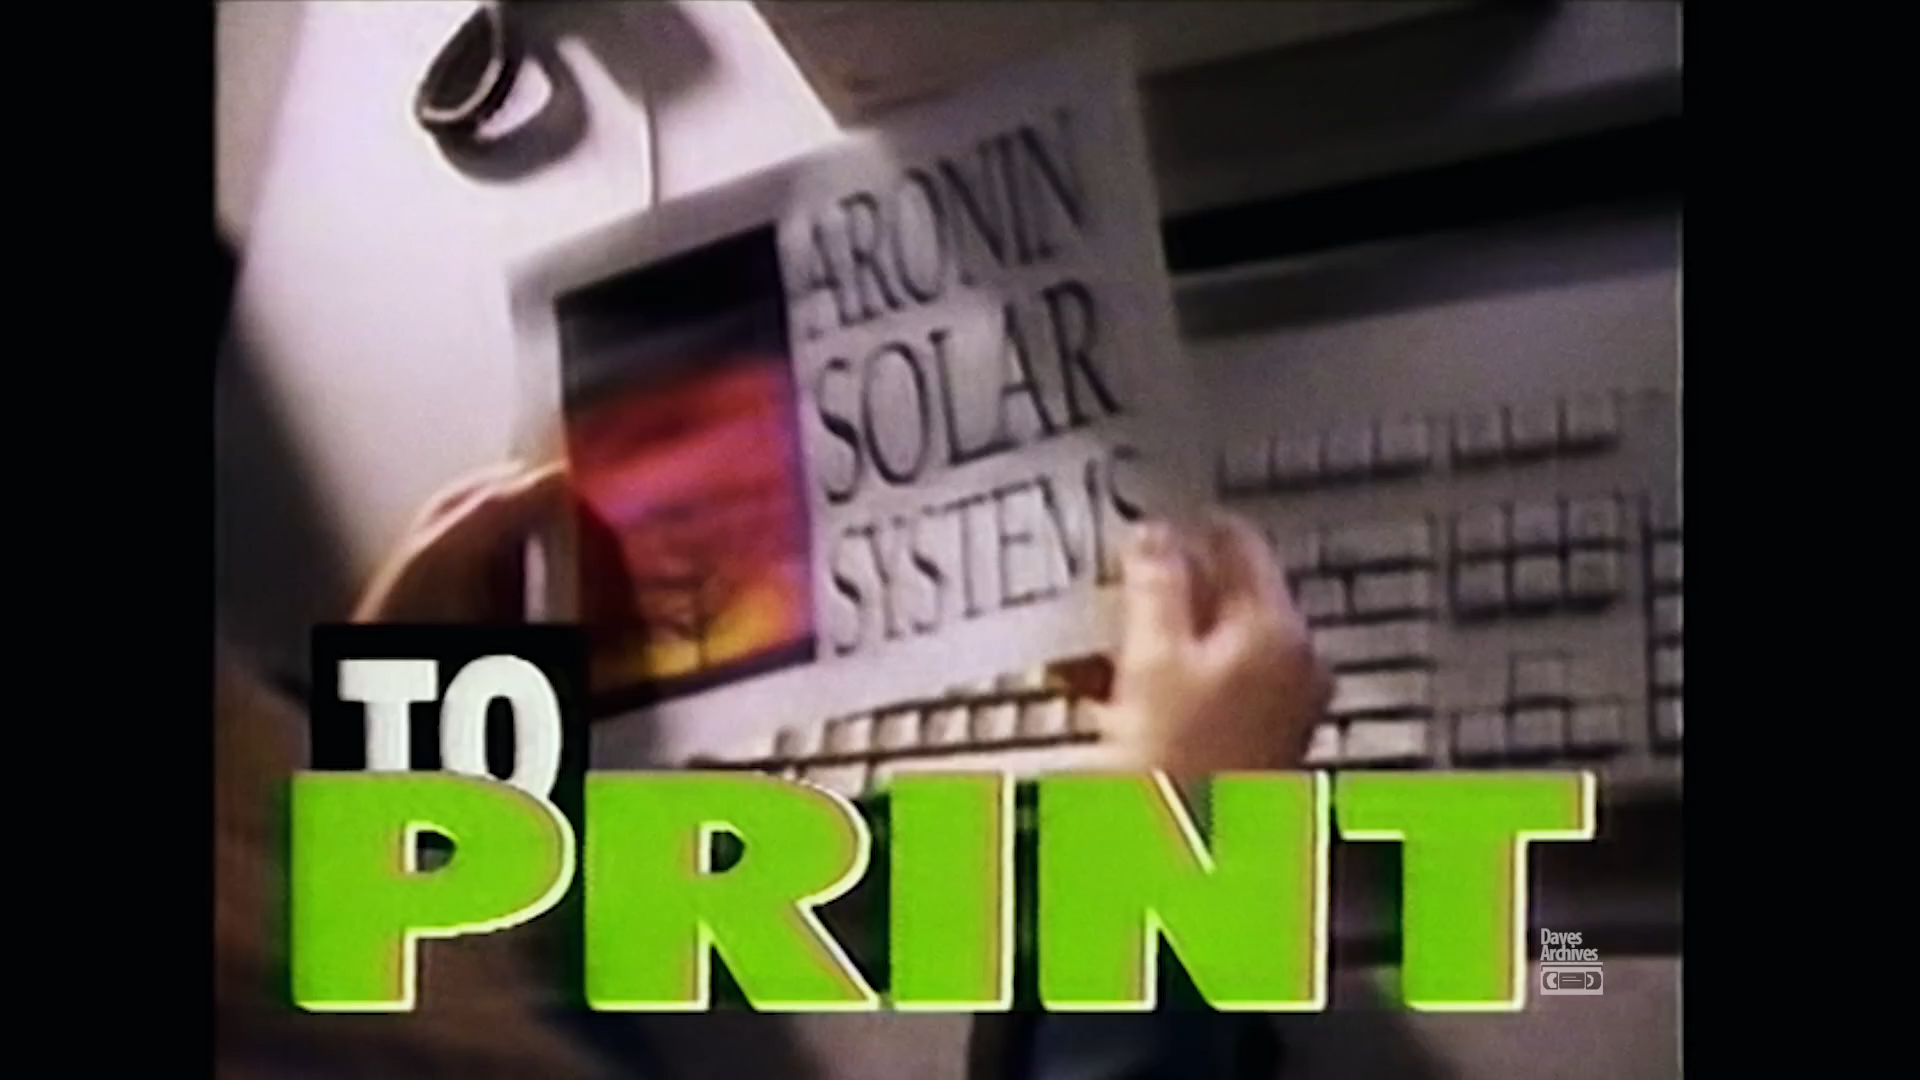 ARONIN
SOLAR
SYSTEMS
TO
PRINT
Daves
Archives